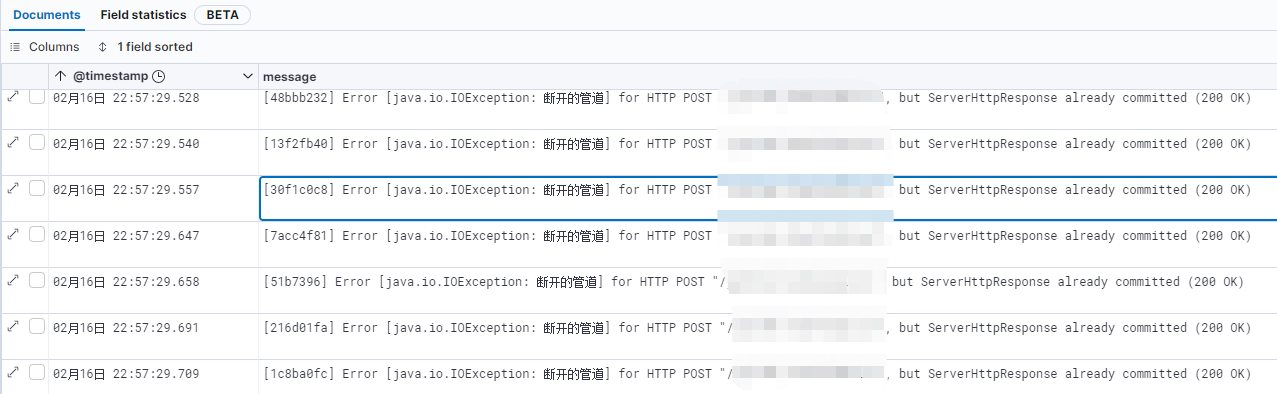 Documents Field statistics BETA
Columns 1 field sorted
@timestamp message
02月16日 22:57:29.528 [48bbb232] Error [java.io.IOException: 断开的管道] for HTTP POST , but ServerHttpResponse already committed (200 OK)
02月16日 22:57:29.540 [13f2fb40] Error [java.io.IOException: 断开的管道] for HTTP POST but ServerHttpResponse already committed (200 OK)
02月16日 22:57:29.557 [30f1c0c8] Error [java.io.IOException: 断开的管道] for HTTP POST but ServerHttpResponse already committed (200 OK)
02月16日 22:57:29.647 [7acc4f81] Error [java.io.IOException: 断开的管道] for HTTP POST but ServerHttpResponse already committed (200 OK)
02月16日 22:57:29.658 [51b7396] Error [java.io.IOException: 断开的管道] for HTTP POST "/ but ServerHttpResponse already committed (200 OK)
02月16日 22:57:29.691 [216d01fa] Error [java.io.IOException: 断开的管道] for HTTP POST "/ , but ServerHttpResponse already committed (200 OK)
02月16日 22:57:29.709 [1c8ba0fc] Error [java.io.IOException: 断开的管道] for HTTP POST "/ , but ServerHttpResponse already committed (200 OK)